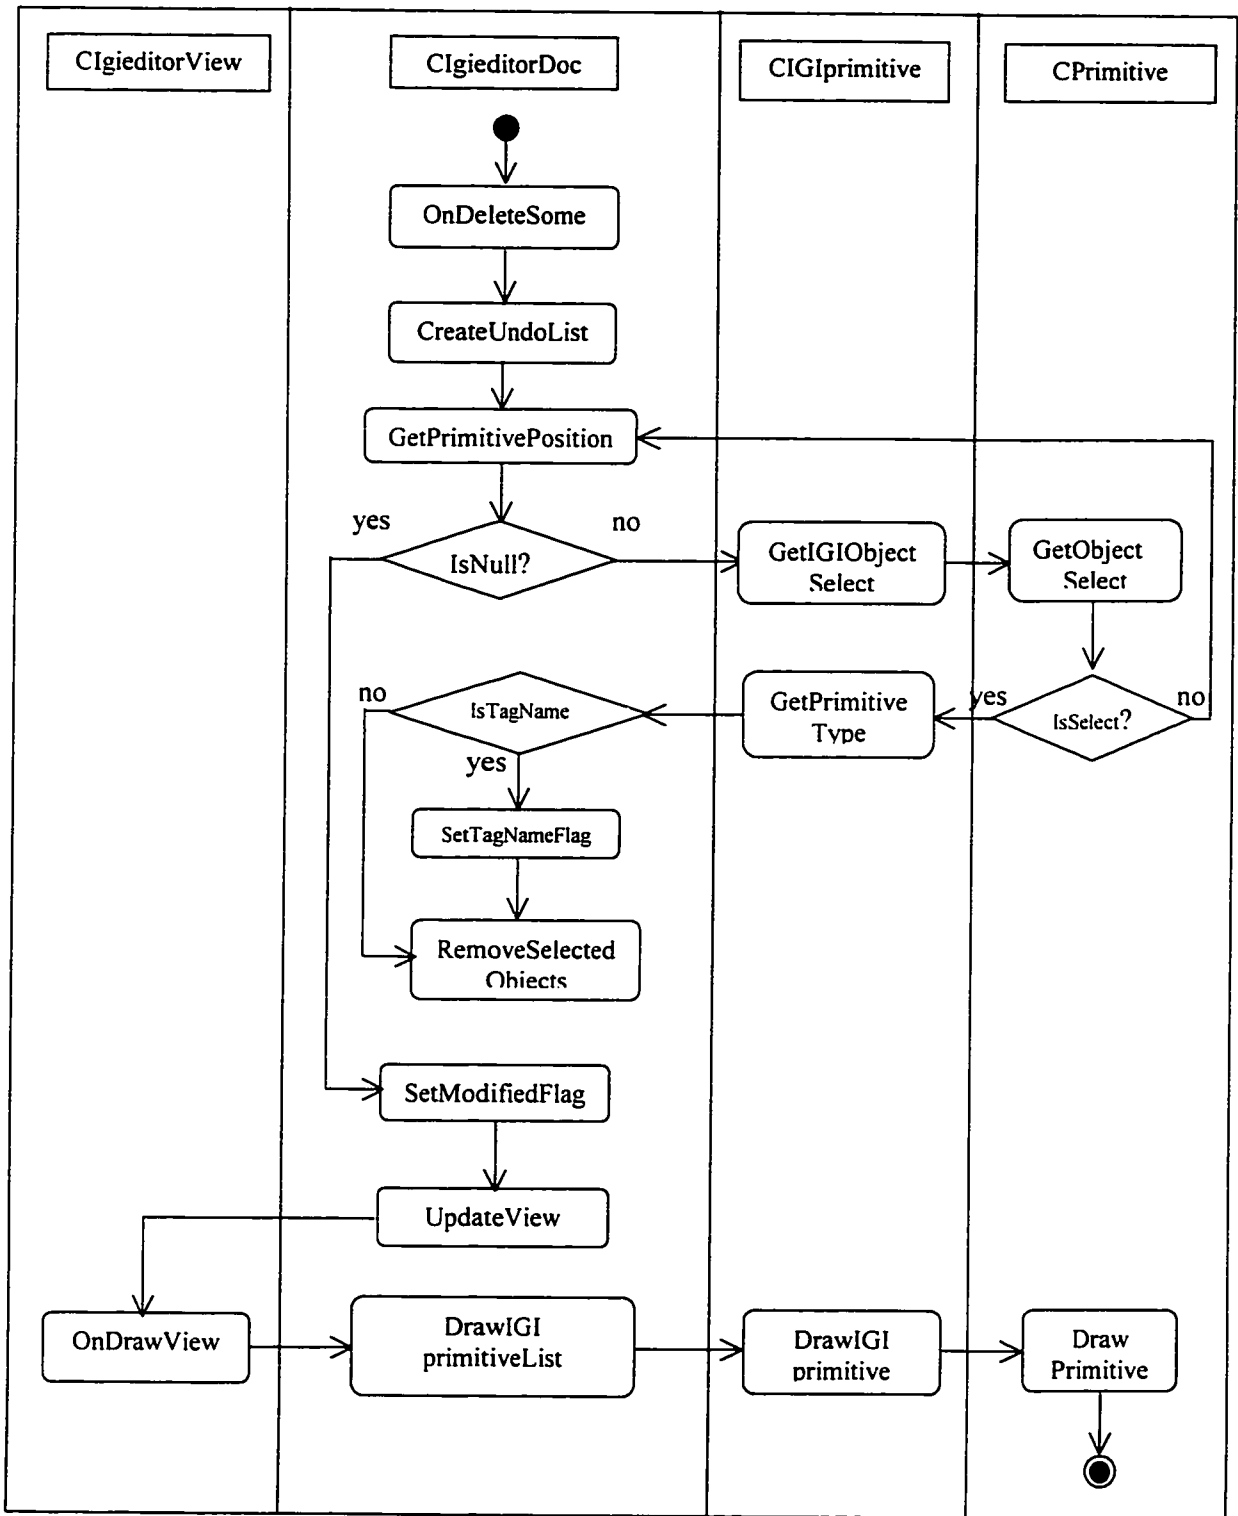 CIgieditorView
CIgieditorDoc
CIGIprimitive
CPrimitive
OnDeleteSome
CreateUndoList
GetPrimitivePosition
yes
no
IsNull?
GetIGIObject
Select
GetObject
Select
no
IsTagName
GetPrimitive
Type
yes
IsSelect?
no
yes
SetTagNameFlag
RemoveSelected
Objects
SetModifiedFlag
UpdateView
OnDrawView
DrawIGI
primitiveList
DrawIGI
primitive
Draw
Primitive